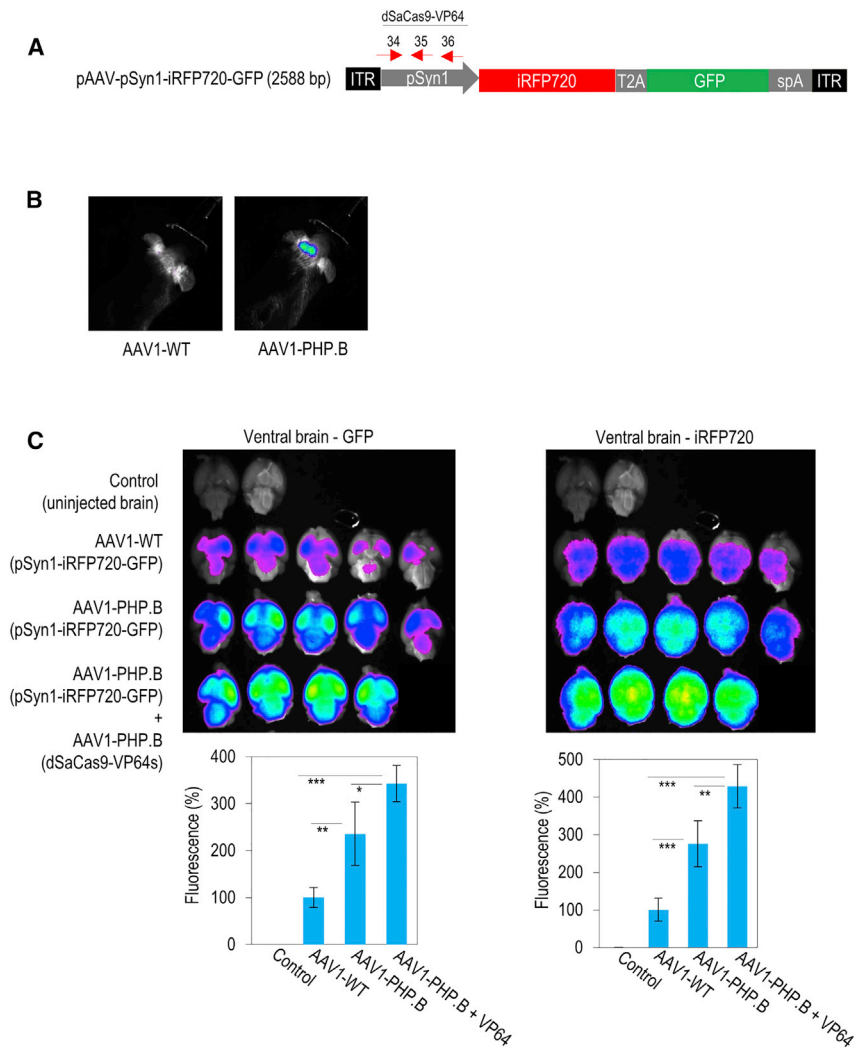 A
dSaCas9-VP64
34 35 36
pAAV-pSyn1-iRFP720-GFP (2588 bp)
ITR pSyn1 iRFP720 T2A GFP spA ITR
B
AAV1-WT
AAV1-PHP.B
C
Ventral brain - GFP
Ventral brain - iRFP720
Control
(uninjected brain)
AAV1-WT
(pSyn1-iRFP720-GFP)
AAV1-PHP.B
(pSyn1-iRFP720-GFP)
AAV1-PHP.B
(pSyn1-iRFP720-GFP)
+
AAV1-PHP.B
(dSaCas9-VP64s)
Fluorescence (%)
400
300
200
100
0
***
*
**
Control
AAV1-WT
AAV1-PHP.B
AAV1-PHP.B + VP64
Fluorescence (%)
500
400
300
200
100
0
***
**
***
Control
AAV1-WT
AAV1-PHP.B
AAV1-PHP.B + VP64